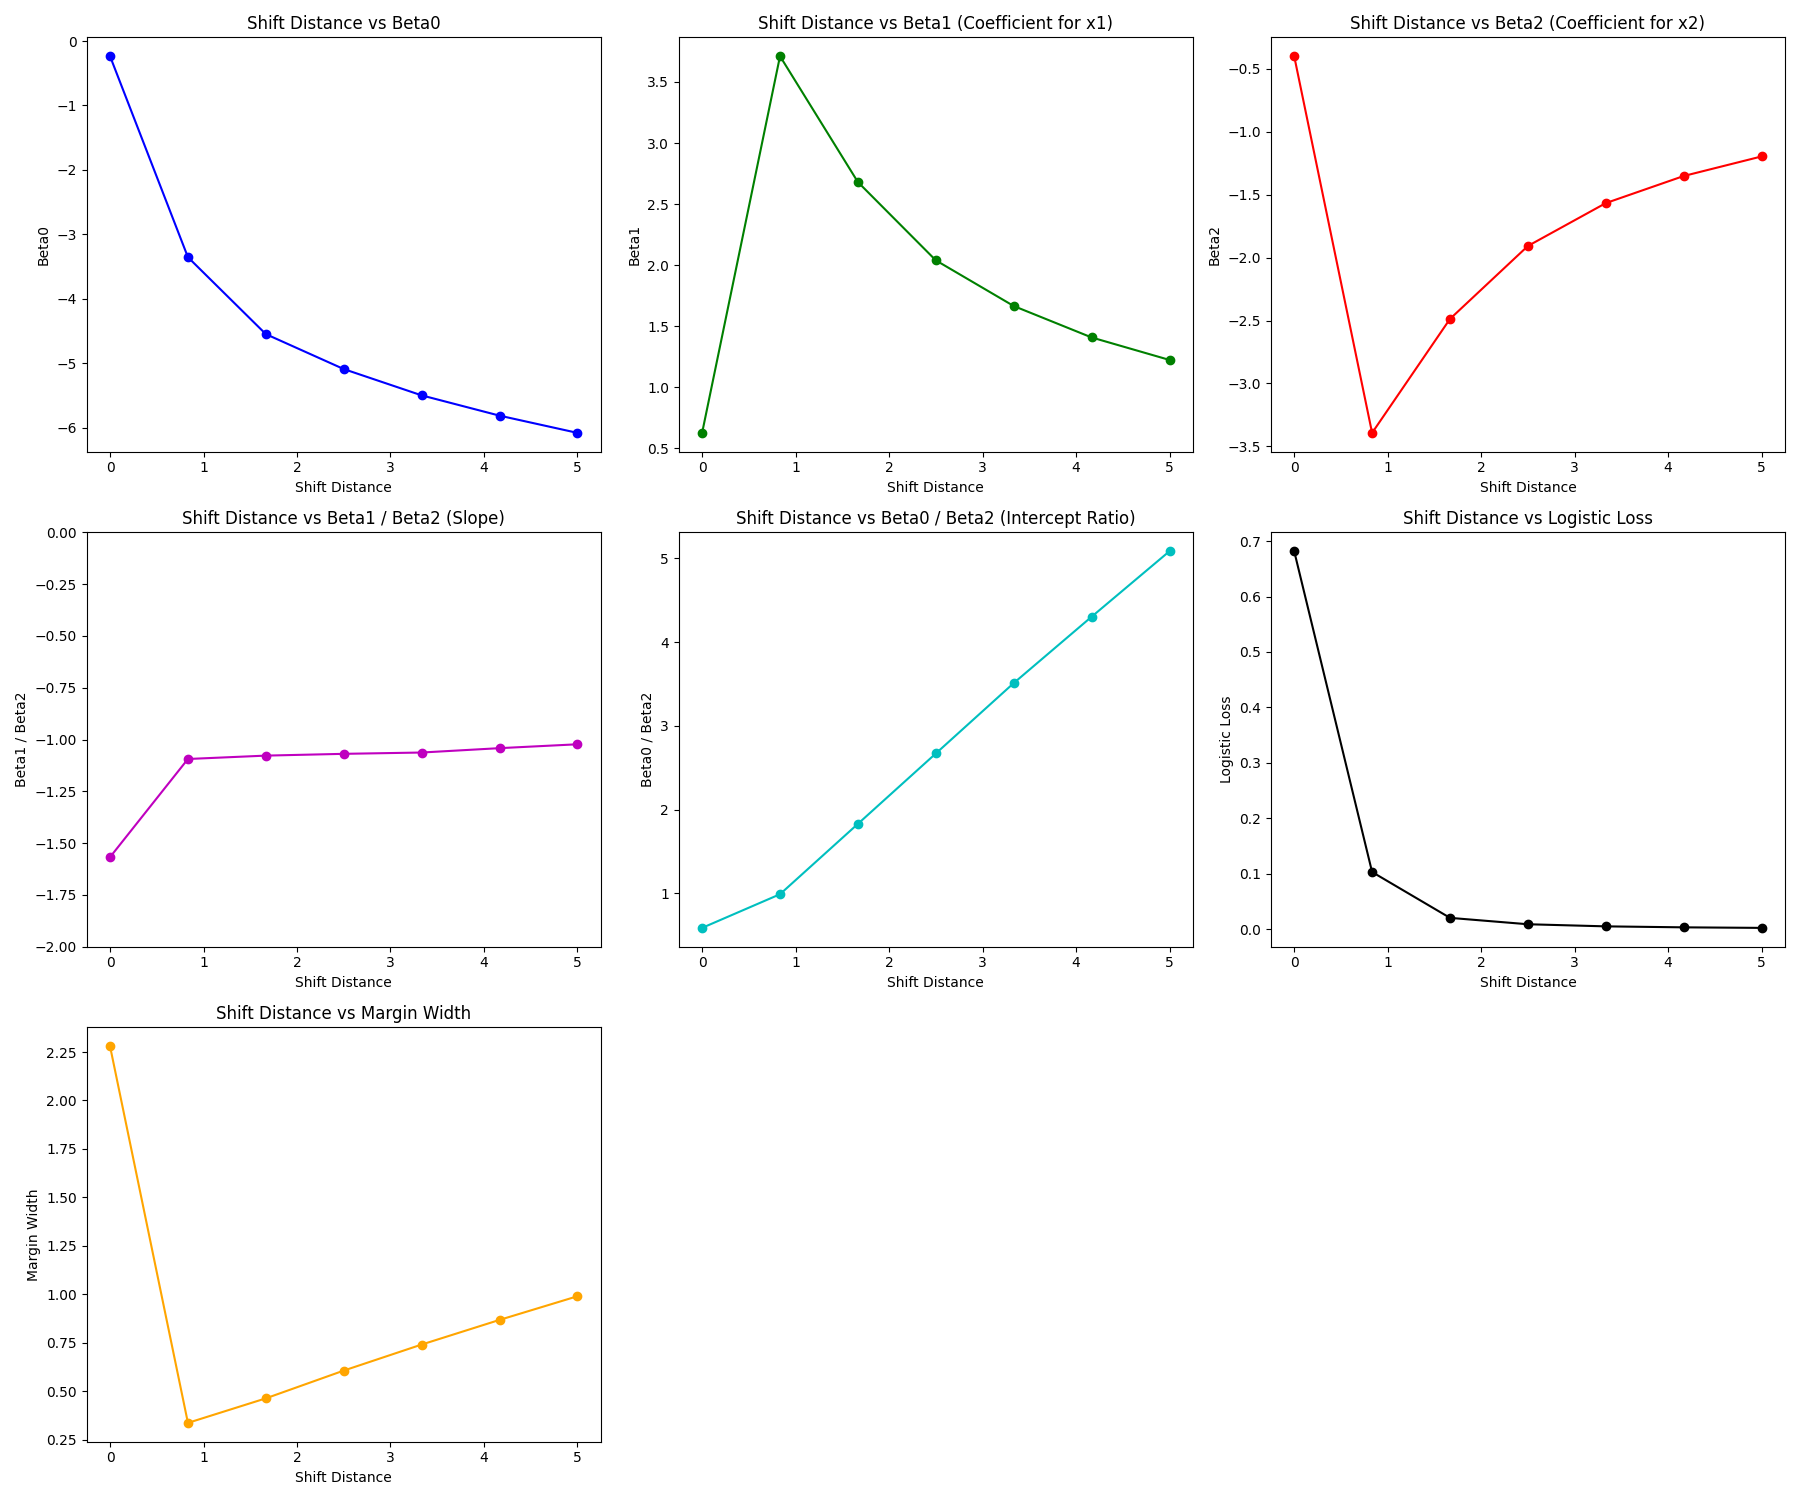 Shift Distance vs Beta0
0
−1
−2
−3
−4
−5
−6
Beta0
0 1 2 3 4 5
Shift Distance
Shift Distance vs Beta1 (Coefficient for x1)
3.5
3.0
2.5
2.0
1.5
1.0
0.5
Beta1
0 1 2 3 4 5
Shift Distance
Shift Distance vs Beta2 (Coefficient for x2)
−0.5
−1.0
−1.5
−2.0
−2.5
−3.0
−3.5
Beta2
0 1 2 3 4 5
Shift Distance
Shift Distance vs Beta1 / Beta2 (Slope)
0.00
−0.25
−0.50
−0.75
−1.00
−1.25
−1.50
−1.75
−2.00
Beta1 / Beta2
0 1 2 3 4 5
Shift Distance
Shift Distance vs Beta0 / Beta2 (Intercept Ratio)
5
4
3
2
1
Beta0 / Beta2
0 1 2 3 4 5
Shift Distance
Shift Distance vs Logistic Loss
0.7
0.6
0.5
0.4
0.3
0.2
0.1
0.0
Logistic Loss
0 1 2 3 4 5
Shift Distance
Shift Distance vs Margin Width
2.25
2.00
1.75
1.50
1.25
1.00
0.75
0.50
0.25
Margin Width
0 1 2 3 4 5
Shift Distance